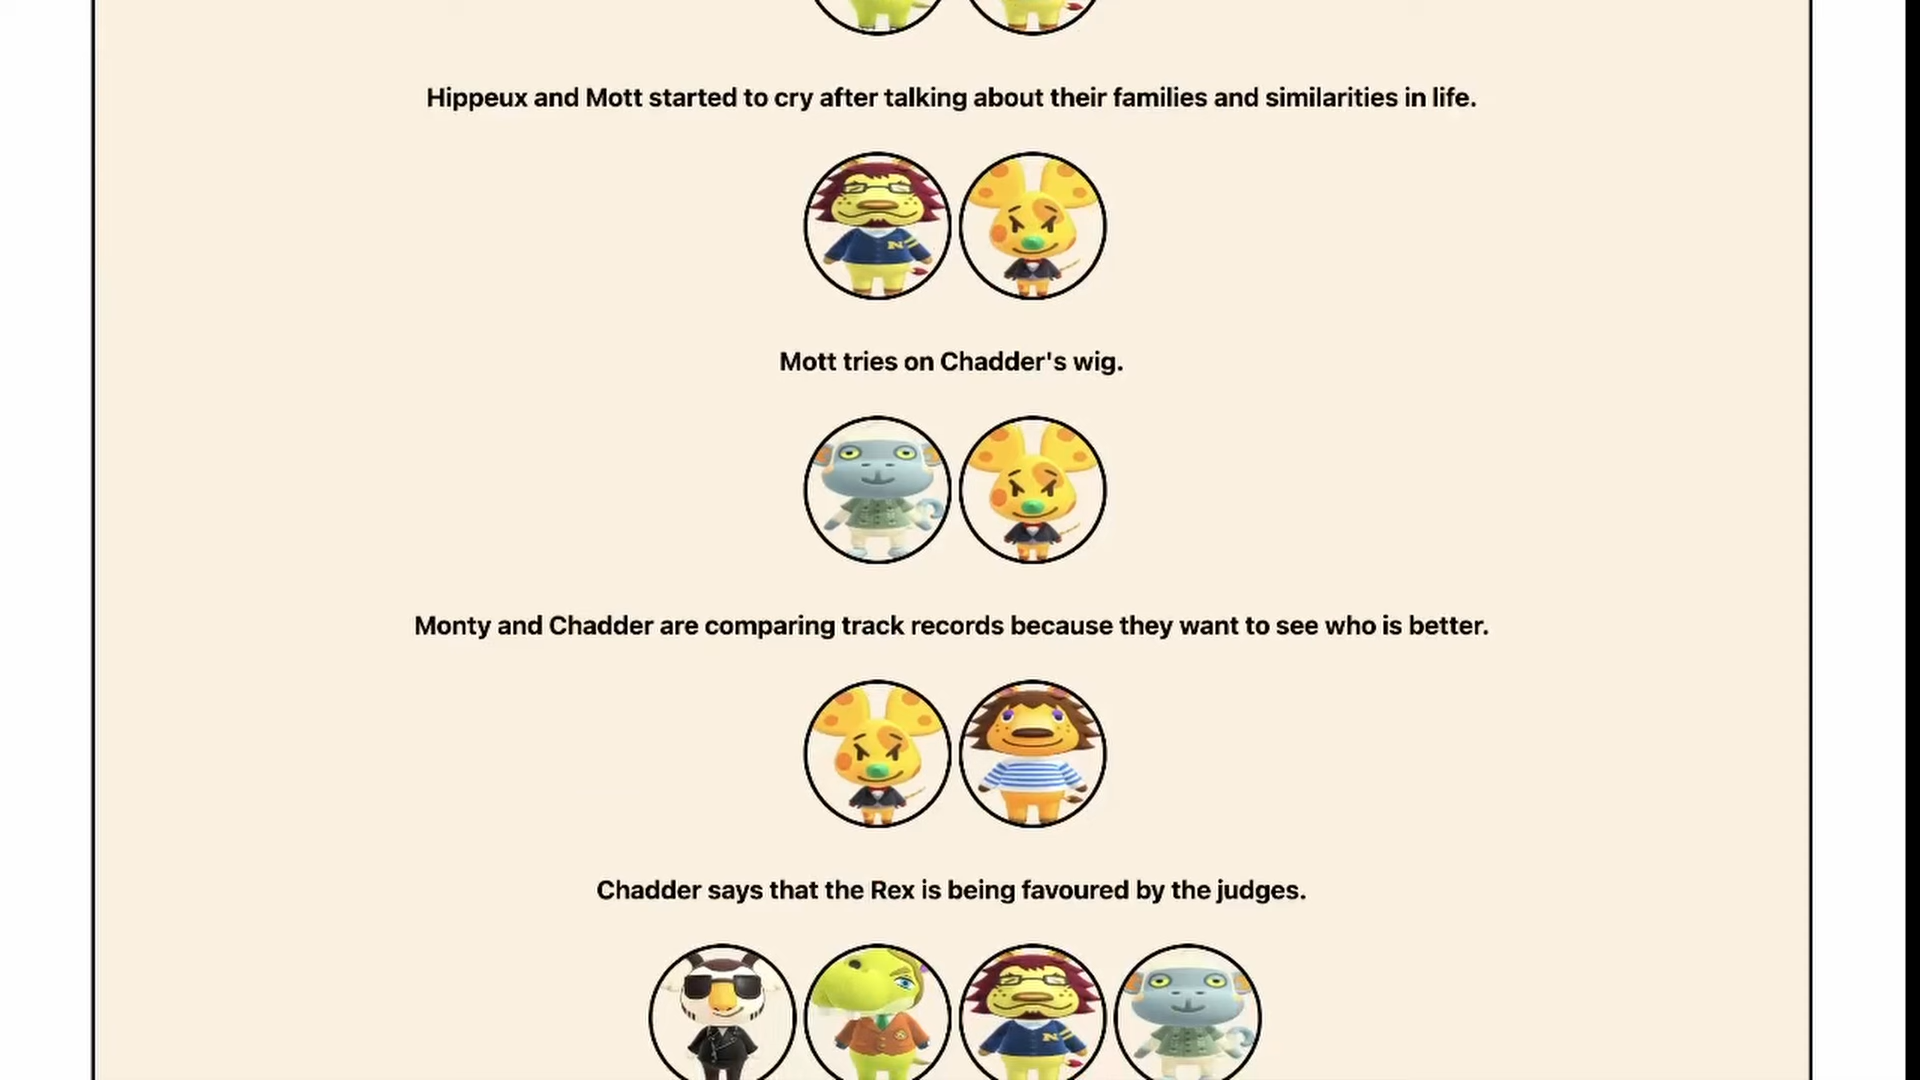 Hippeux and Mott started to cry after talking about their families and similarities in life.
N
Mott tries on Chadder's wig.
Monty and Chadder are comparing track records because they want to see who is better.
Chadder says that the Rex is being favoured by the judges.
N